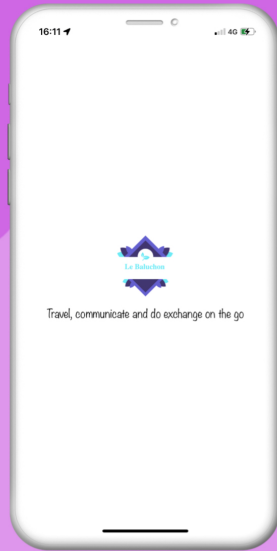 16:11
4G
Le Baluchon
Travel, communicate and do exchange on the go